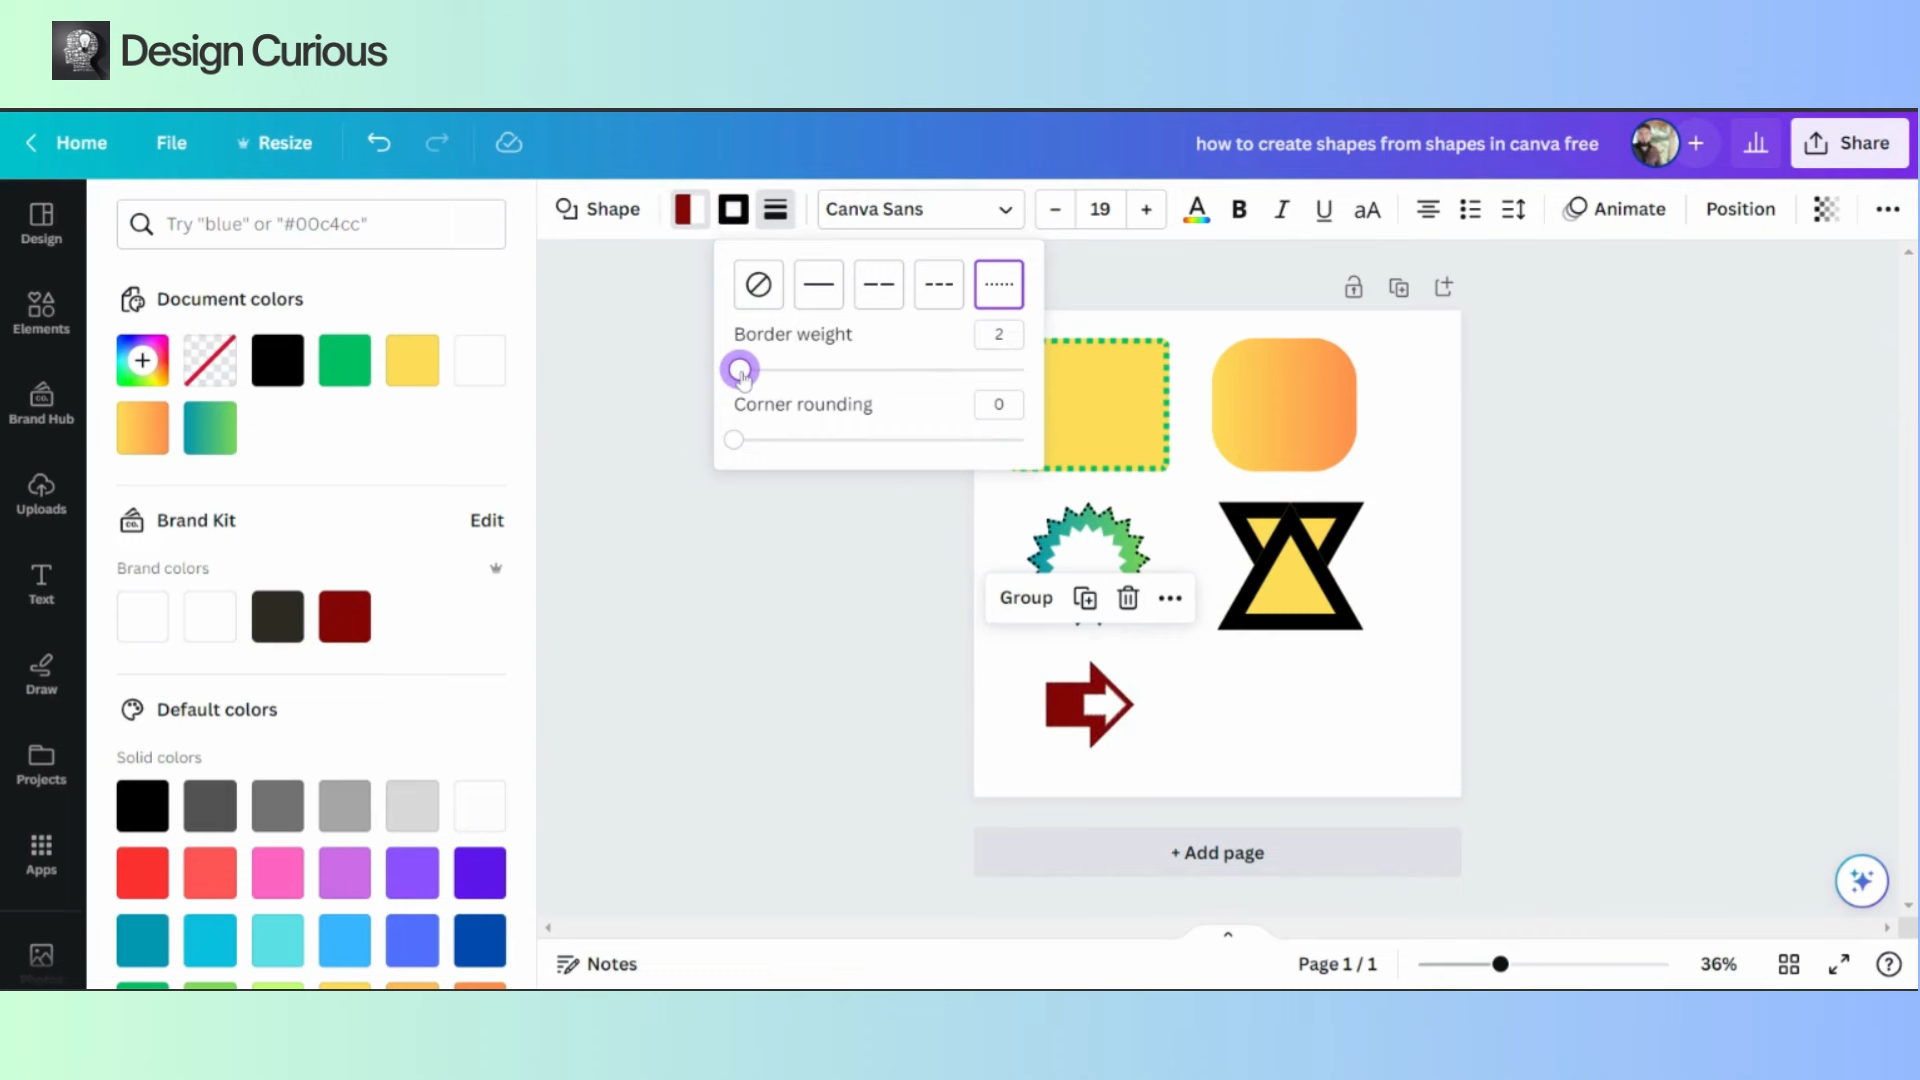 Design Curious
Home File Resize how to create shapes from shapes in canva free Share
Shape Canva Sans - 19 + A B I U aA Animate Position
Design
Elements
Brand Hub
CO.
Uploads
Text
Draw
Projects
Apps
Try "blue" or "#00c4cc"
Document colors
CO. Brand Kit Edit
Brand colors
Default colors
Solid colors
Border weight 2
Corner rounding 0
Group
+ Add page
Notes Page 1 / 1 36%